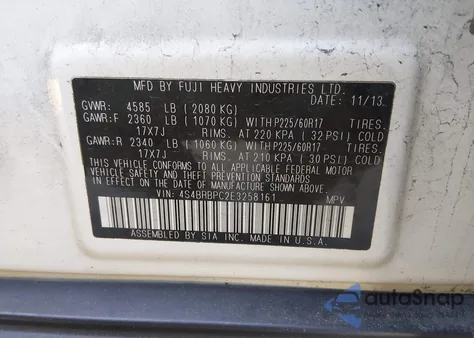 MFD. BY FUJI HEAVY INDUSTRIES LTD.
DATE: 11/13
GVWR: 4585 LB (2080 KG)
GAWR:F 2360 LB (1070 KG) WITH P225/60R17 TIRES.
17X7J RIMS. AT 220 KPA (32 PSI) COLD
GAWR:R 2340 LB (1060 KG) WITH P225/60R17 TIRES.
17X7J RIMS. AT 210 KPA (30 PSI) COLD
THIS VEHICLE CONFORMS TO ALL APPLICABLE FEDERAL MOTOR
VEHICLE SAFETY, BUMPER, AND THEFT PREVENTION STANDARDS
IN EFFECT ON THE DATE OF MANUFACTURE SHOWN ABOVE.
VIN: 4S4BRBPC2E3258161 MPV
ASSEMBLED BY SIA INC. MADE IN U.S.A.
autoSnap